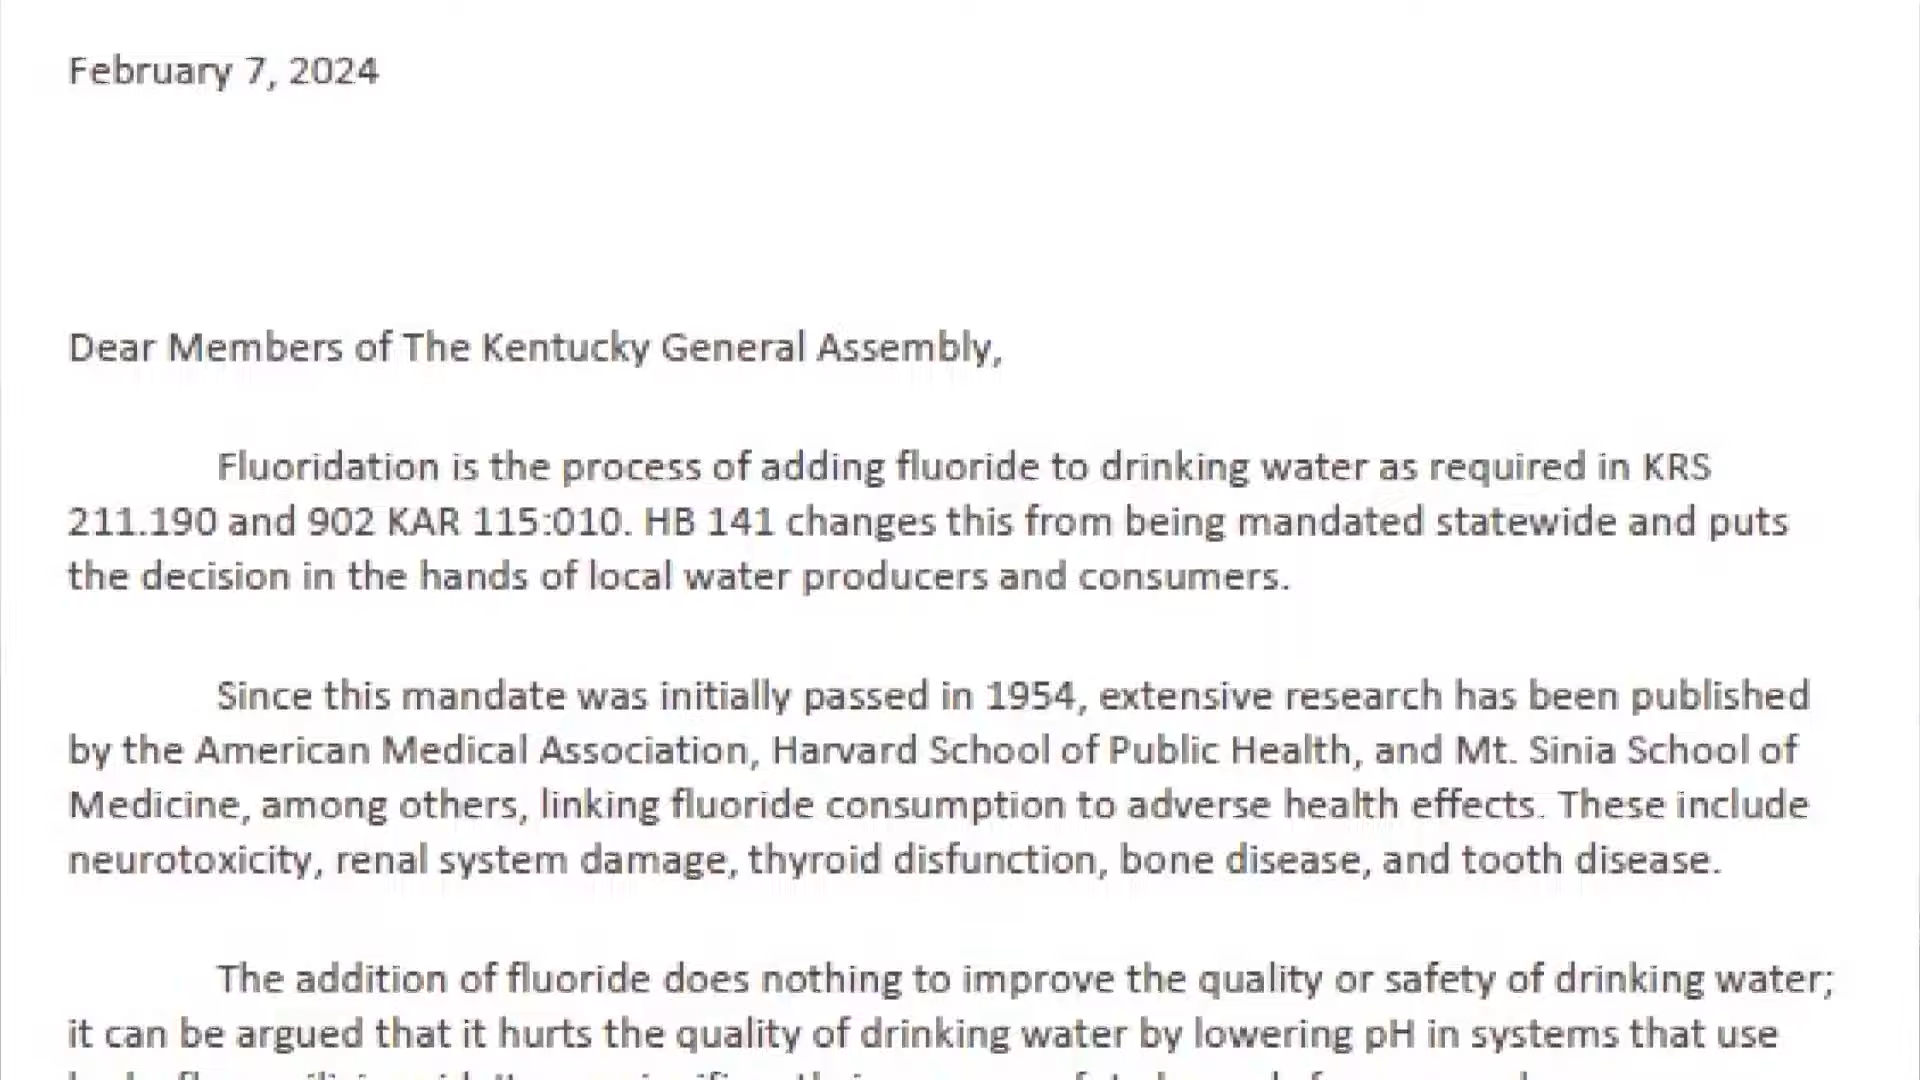 February 7, 2024
Dear Members of The Kentucky General Assembly,
Fluoridation is the process of adding fluoride to drinking water as required in KRS
211.190 and 902 KAR 115:010. HB 141 changes this from being mandated statewide and puts
the decision in the hands of local water producers and consumers.
Since this mandate was initially passed in 1954, extensive research has been published
by the American Medical Association, Harvard School of Public Health, and Mt. Sinia School of
Medicine, among others, linking fluoride consumption to adverse health effects. These include
neurotoxicity, renal system damage, thyroid disfunction, bone disease, and tooth disease.
The addition of fluoride does nothing to improve the quality or safety of drinking water;
it can be argued that it hurts the quality of drinking water by lowering pH in systems that use